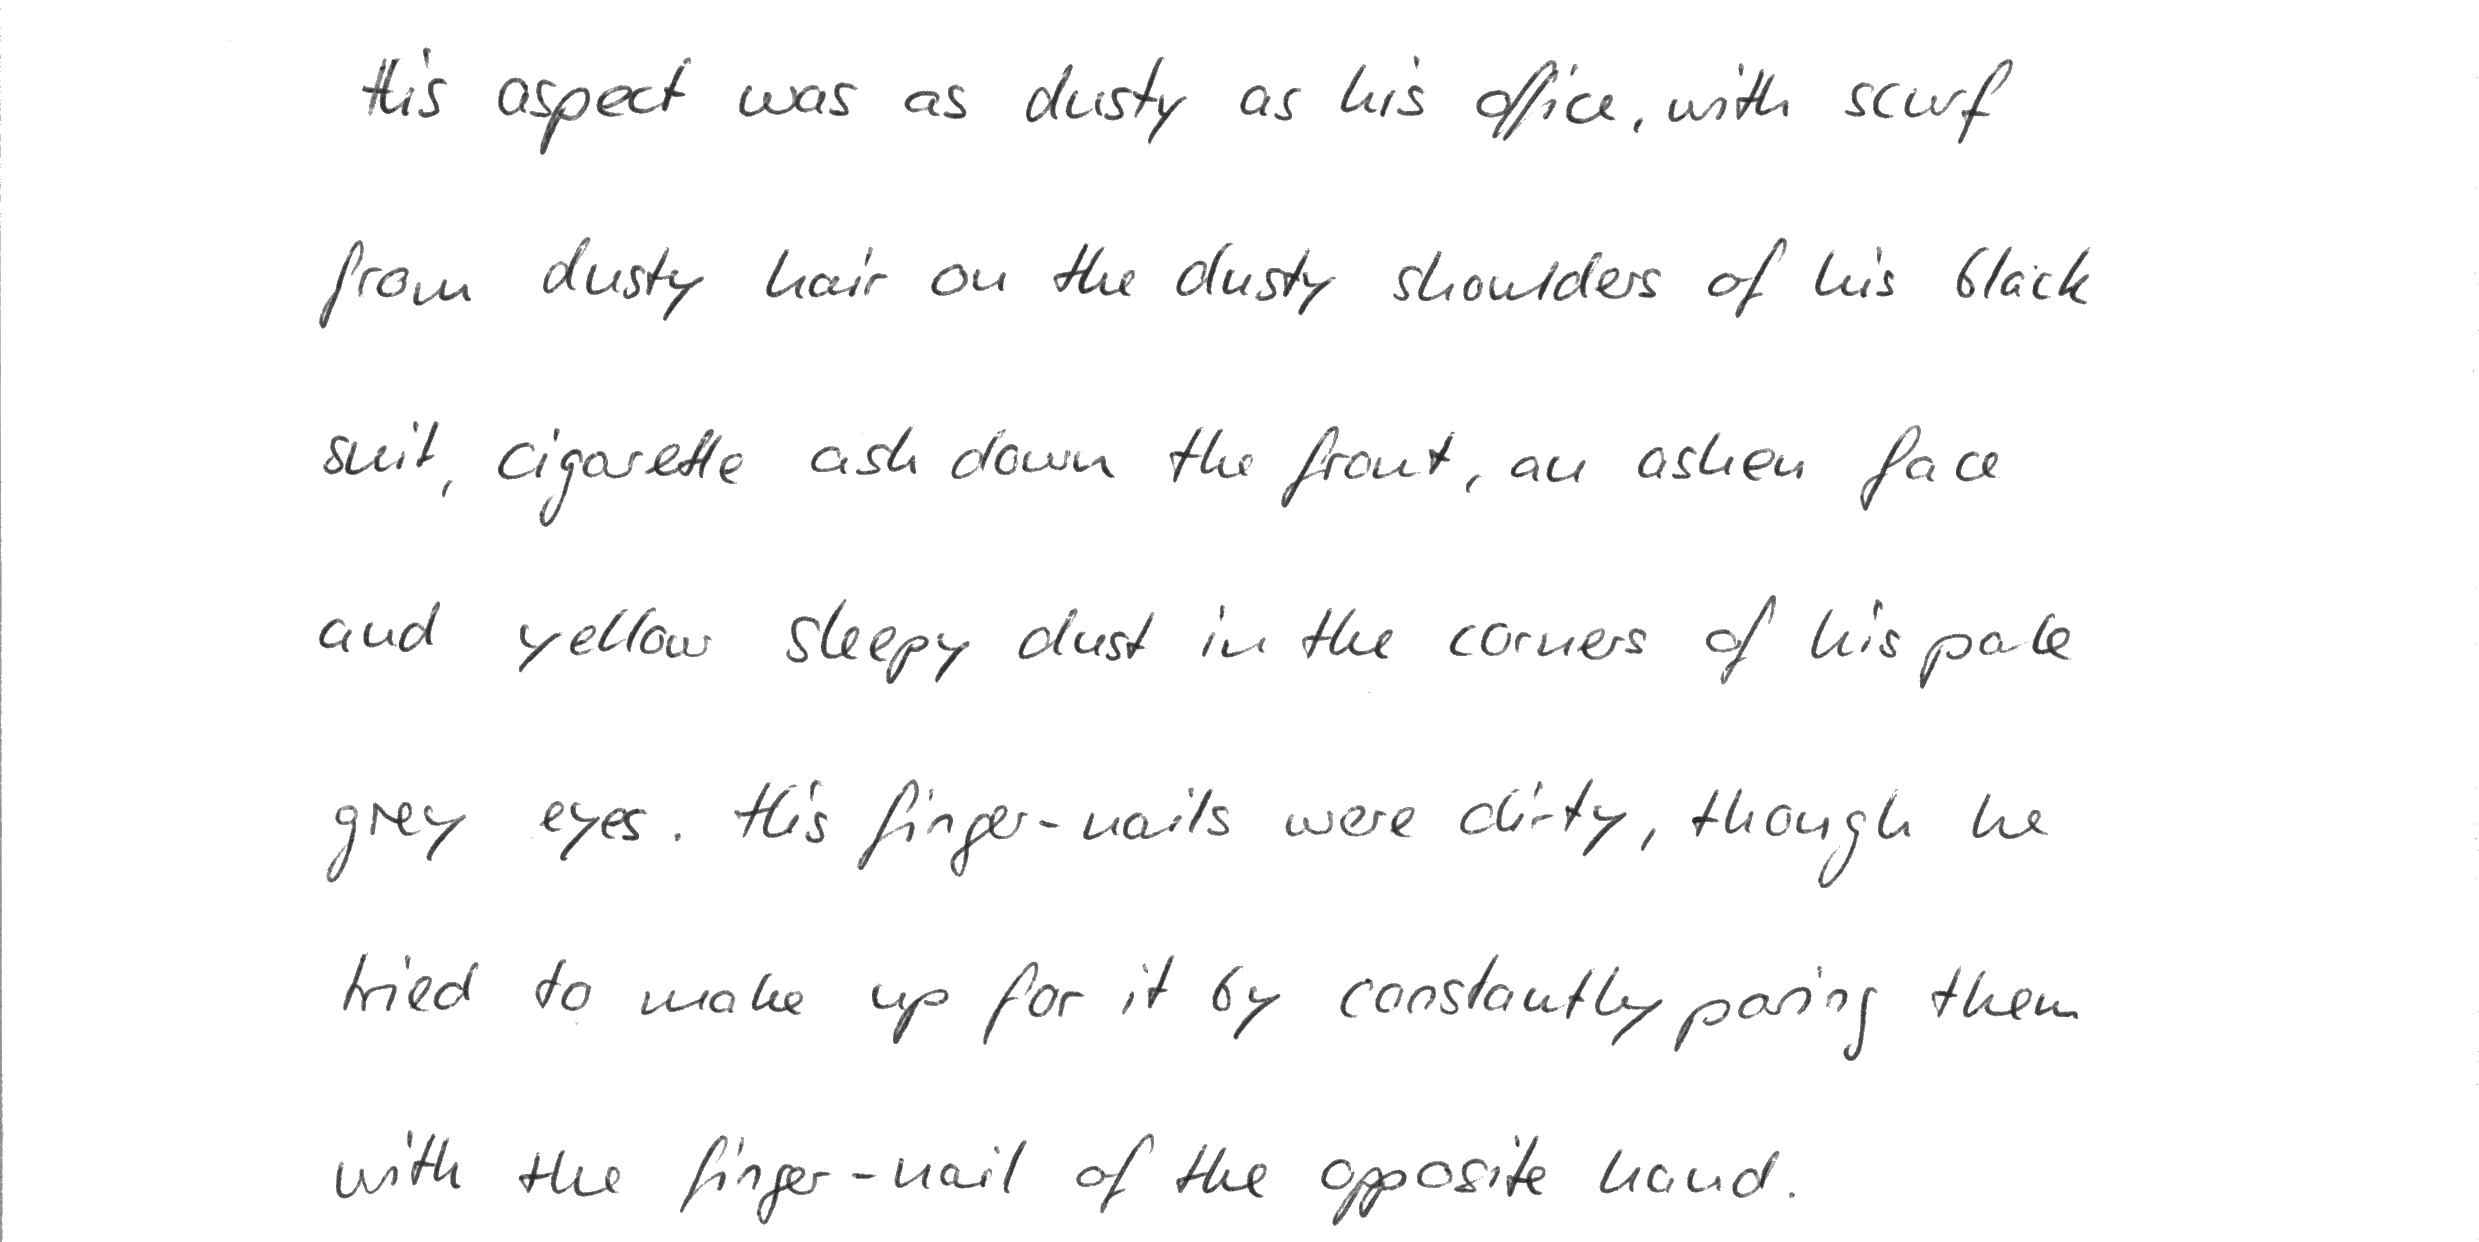 His aspect was as dusty as his office, with scurf
from dusty hair on the dusty shoulders of his black
suit, cigarette ash down the front, an ashen face
and yellow sleepy dust in the corners of his pale
grey eyes. His finger-nails were dirty, though he
tried to make up for it by constantly paring them
with the finger-nail of the opposite hand.